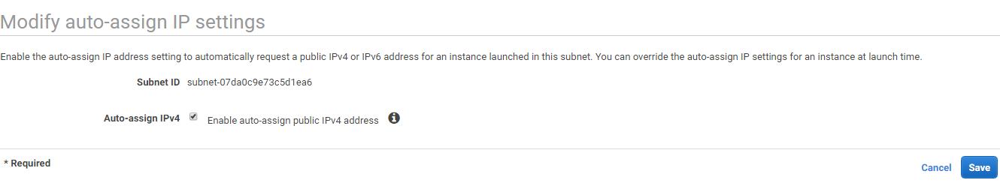 Modify auto-assign IP settings
Enable the auto-assign IP address setting to automatically request a public IPv4 or IPv6 address for an instance launched in this subnet. You can override the auto-assign IP settings for an instance at launch time.
Subnet ID subnet-07da0c9e73c5d1ea6
Auto-assign IPv4 Enable auto-assign public IPv4 address
* Required
Cancel Save